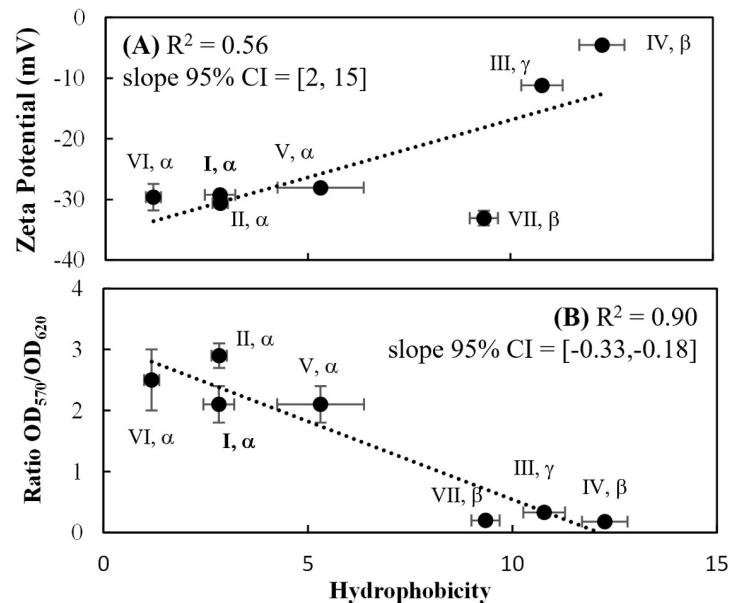 0
-10
-20
-30
-40
Zeta Potential (mV)
(A) R² = 0.56
slope 95% CI = [2, 15]
IV, β
III, γ
VI, α
I, α
V, α
II, α
VII, β
4
3
2
1
0
Ratio OD₅₇₀/OD₆₂₀
(B) R² = 0.90
slope 95% CI = [-0.33,-0.18]
II, α
V, α
VI, α
I, α
VII, β
III, γ
IV, β
0 5 10 15
Hydrophobicity